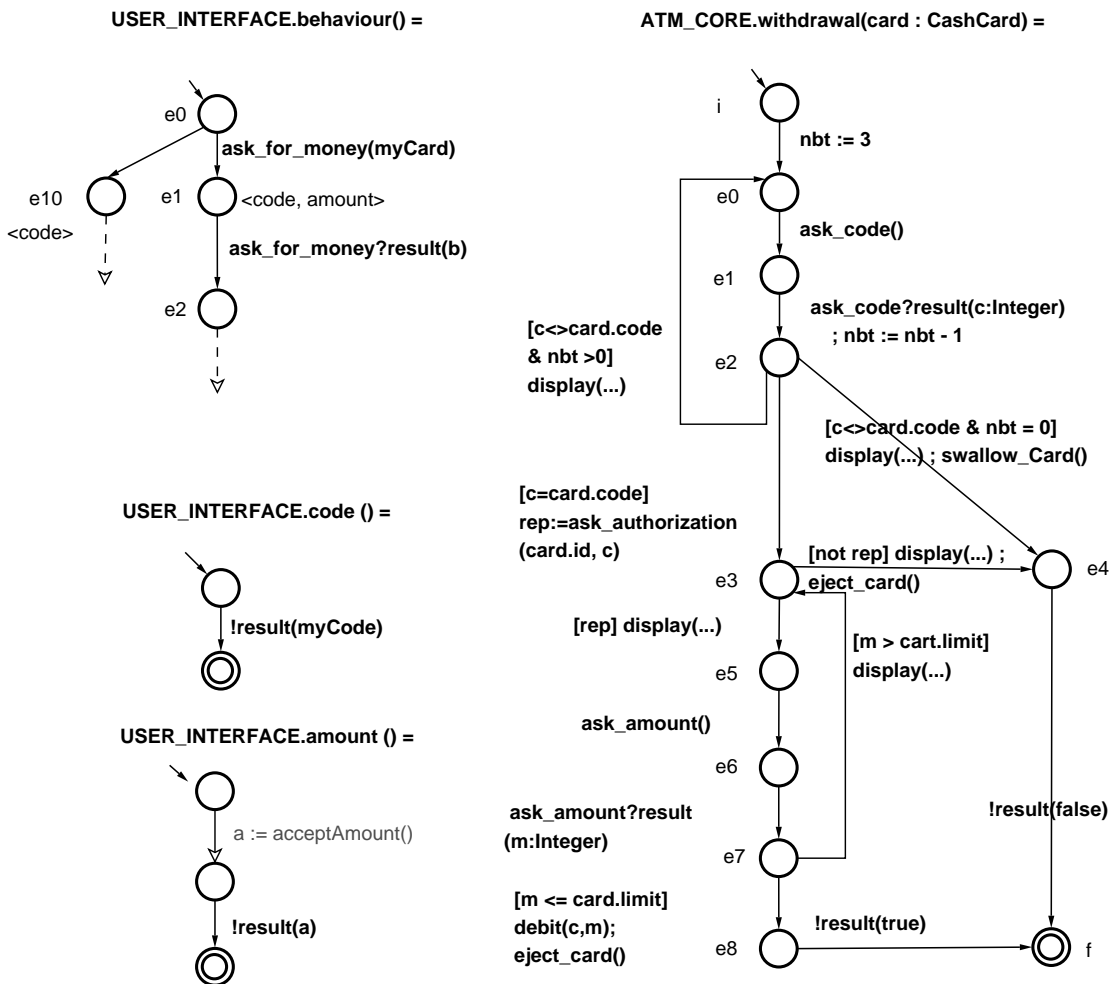 USER_INTERFACE.behaviour() =
e0
ask_for_money(myCard)
e10
<code>
e1
<code, amount>
ask_for_money?result(b)
e2
USER_INTERFACE.code () =
!result(myCode)
USER_INTERFACE.amount () =
a := acceptAmount()
!result(a)
ATM_CORE.withdrawal(card : CashCard) =
i
nbt := 3
e0
ask_code()
e1
ask_code?result(c:Integer)
; nbt := nbt - 1
[c<>card.code
& nbt >0]
display(...)
e2
[c<>card.code & nbt = 0]
display(...) ; swallow_Card()
[c=card.code]
rep:=ask_authorization
(card.id, c)
e3
[not rep] display(...) ;
eject_card()
e4
[rep] display(...)
[m > cart.limit]
display(...)
e5
ask_amount()
e6
ask_amount?result
(m:Integer)
!result(false)
e7
[m <= card.limit]
debit(c,m);
eject_card()
e8
!result(true)
f